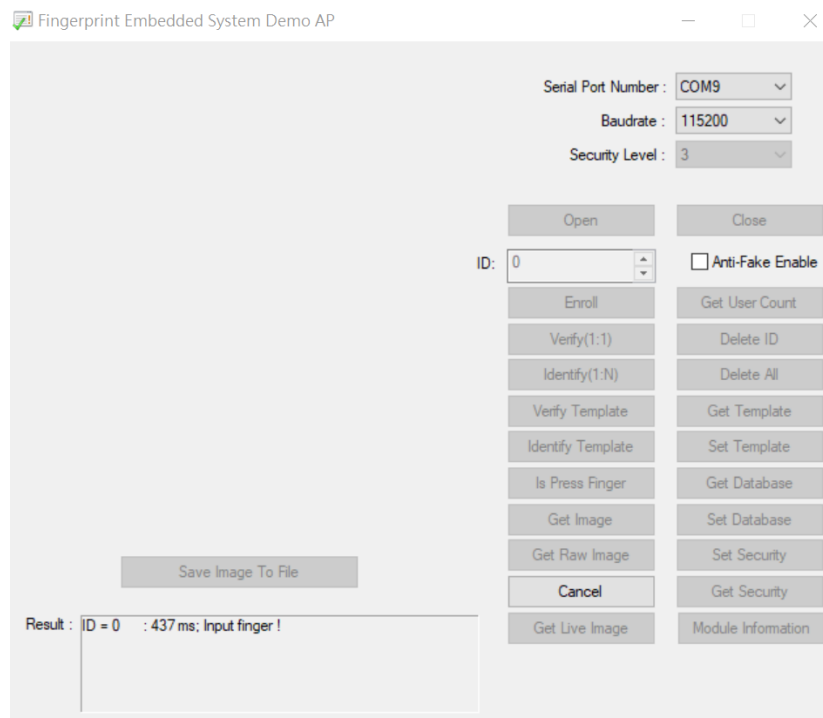 Fingerprint Embedded System Demo AP
Serial Port Number : COM9
Baudrate : 115200
Security Level : 3
Open Close
ID: 0 Anti-Fake Enable
Enroll Get User Count
Verify(1:1) Delete ID
Identify(1:N) Delete All
Verify Template Get Template
Identify Template Set Template
Is Press Finger Get Database
Get Image Set Database
Get Raw Image Set Security
Save Image To File
Cancel Get Security
Result : ID = 0 : 437 ms; Input finger !
Get Live Image Module Information